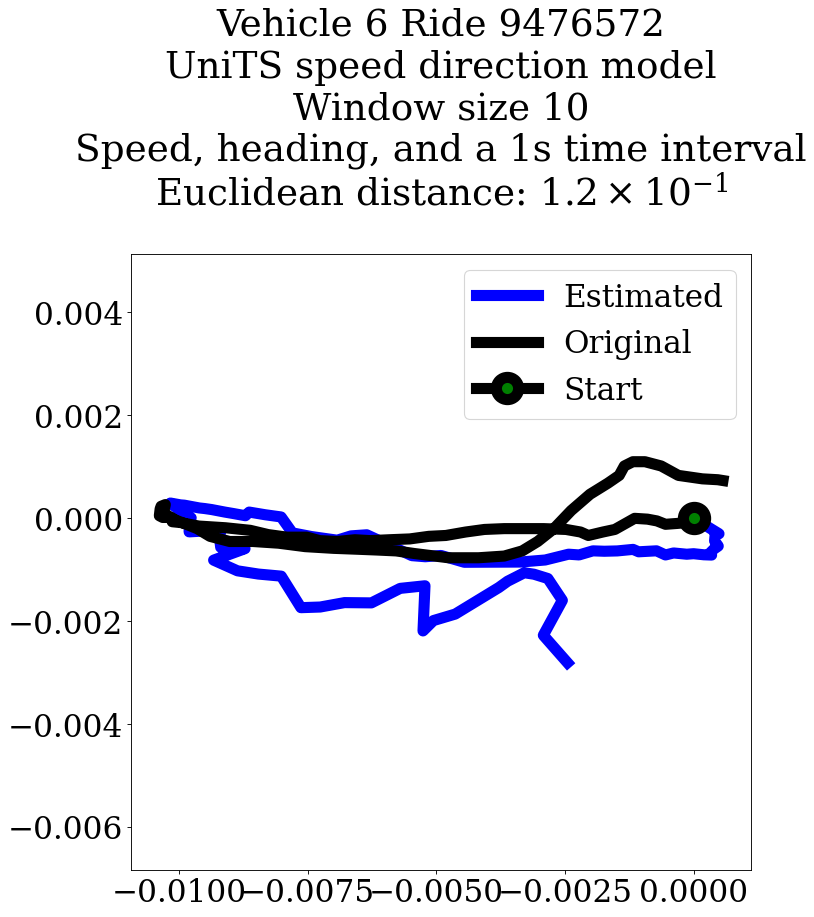 Vehicle 6 Ride 9476572
UniTS speed direction model
Window size 10
Speed, heading, and a 1s time interval
Euclidean distance: 1.2 × 10⁻¹
Estimated
Original
Start
0.004
0.002
0.000
−0.002
−0.004
−0.006
−0.0100 −0.0075 −0.0050 −0.0025 0.0000